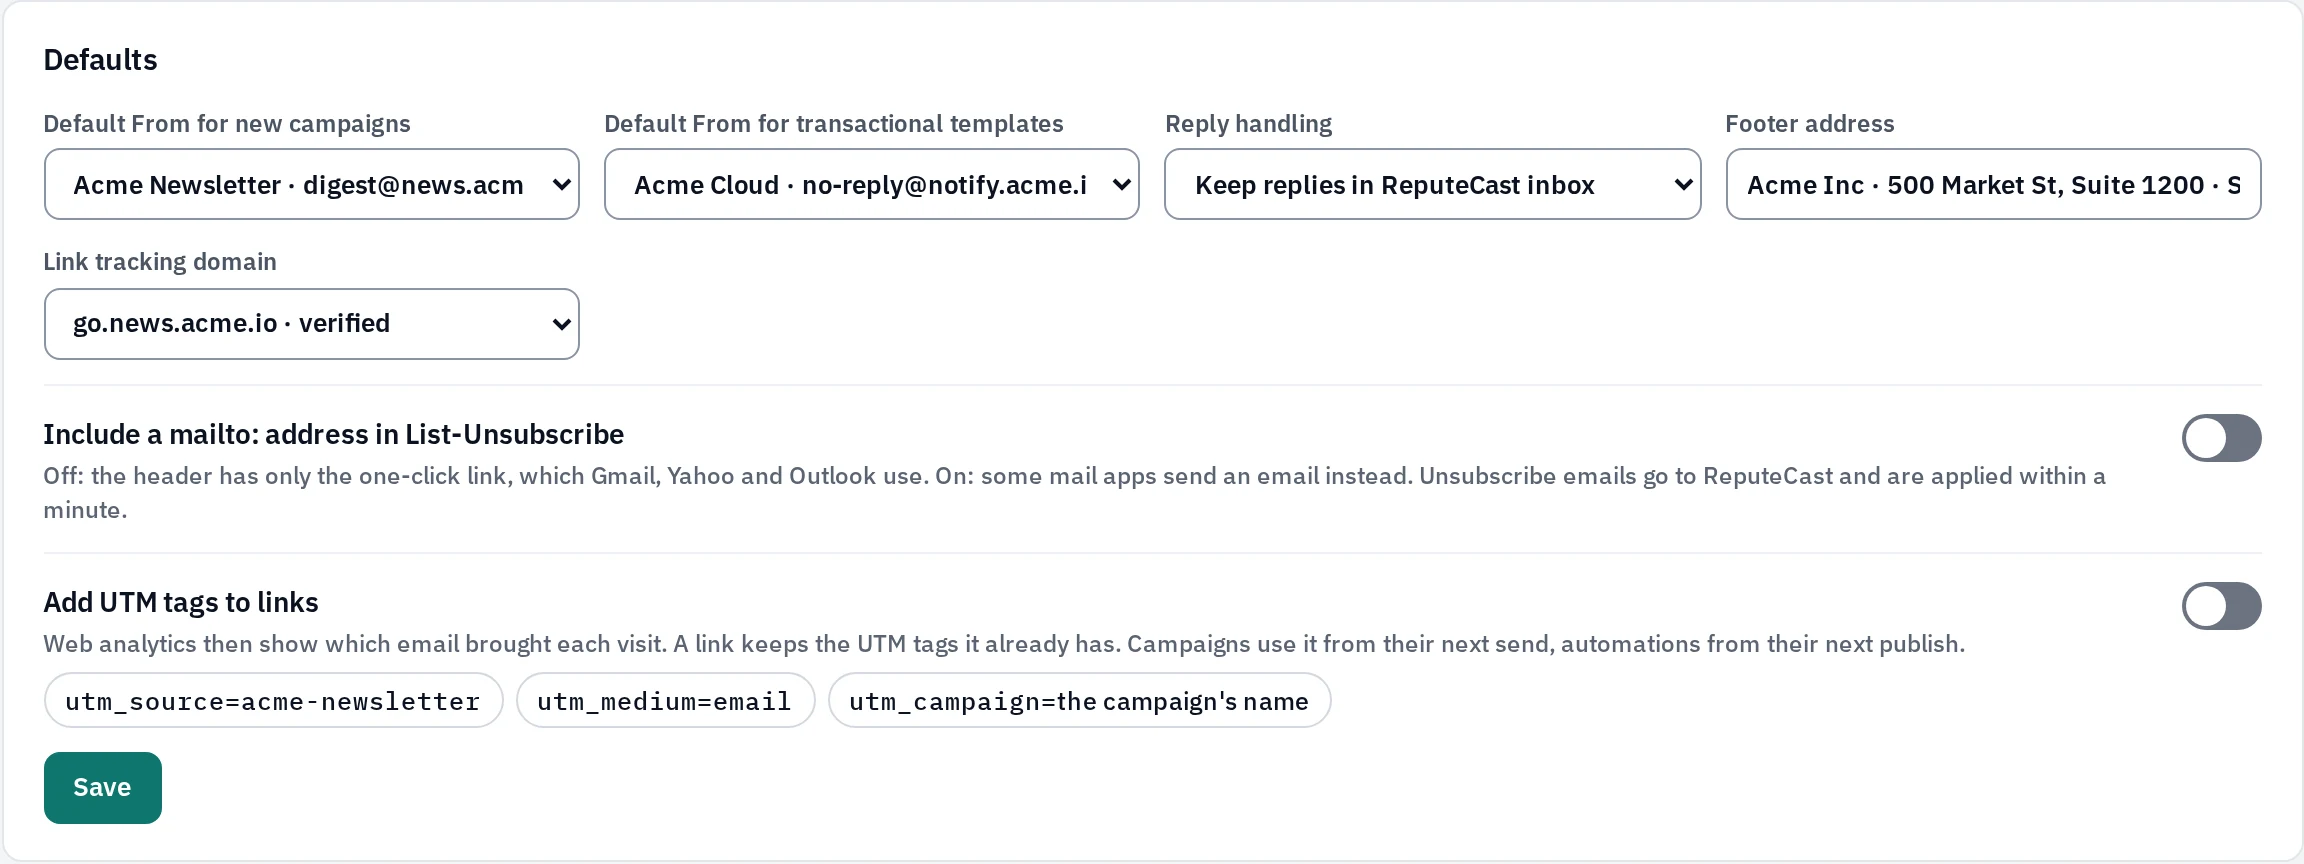 Defaults
Default From for new campaigns
Default From for transactional templates
Reply handling
Footer address
Acme Newsletter · digest@news.acm
Acme Cloud · no-reply@notify.acme.i
Keep replies in ReputeCast inbox
Acme Inc · 500 Market St, Suite 1200 · S
Link tracking domain
go.news.acme.io · verified
Include a mailto: address in List-Unsubscribe
Off: the header has only the one-click link, which Gmail, Yahoo and Outlook use. On: some mail apps send an email instead. Unsubscribe emails go to ReputeCast and are applied within a
minute.
Add UTM tags to links
Web analytics then show which email brought each visit. A link keeps the UTM tags it already has. Campaigns use it from their next send, automations from their next publish.
utm_source=acme-newsletter
utm_medium=email
utm_campaign=the campaign's name
Save